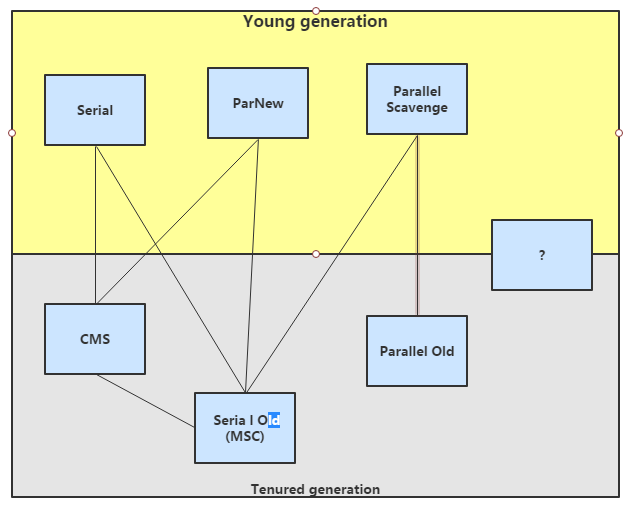 Young generation
Serial
ParNew
Parallel
Scavenge
?
CMS
Parallel Old
Seria l Old
(MSC)
Tenured generation